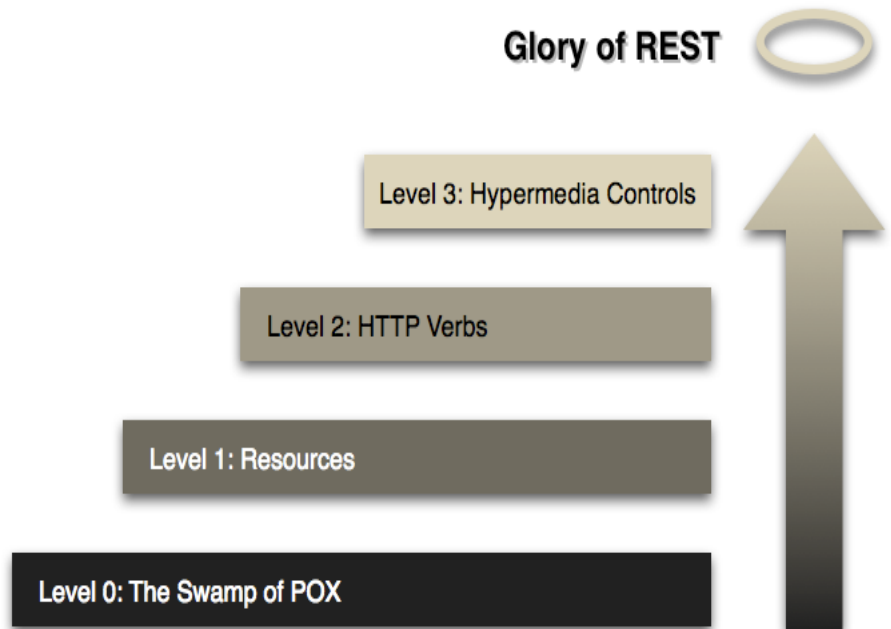 Glory of REST
Level 3: Hypermedia Controls
Level 2: HTTP Verbs
Level 1: Resources
Level 0: The Swamp of POX